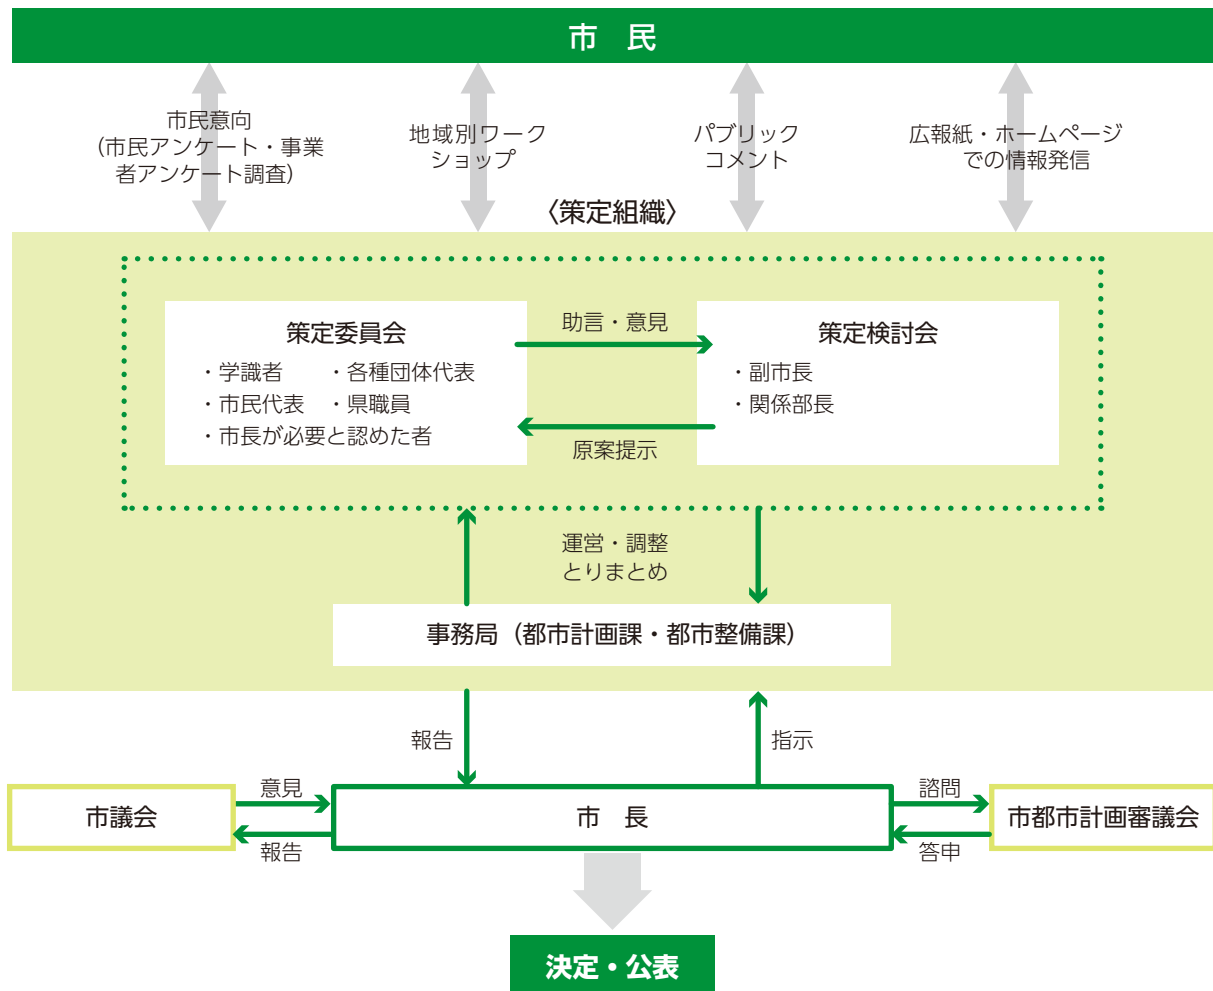 市　民
市民意向
(市民アンケート・事業
者アンケート調査)
地域別ワーク
ショップ
パブリック
コメント
広報紙・ホームページ
での情報発信
〈策定組織〉
策定委員会
・学識者　・各種団体代表
・市民代表　・県職員
・市長が必要と認めた者
助言・意見
原案提示
策定検討会
・副市長
・関係部長
運営・調整
とりまとめ
事務局（都市計画課・都市整備課）
報告
指示
市議会
意見
報告
市　長
諮問
答申
市都市計画審議会
決定・公表